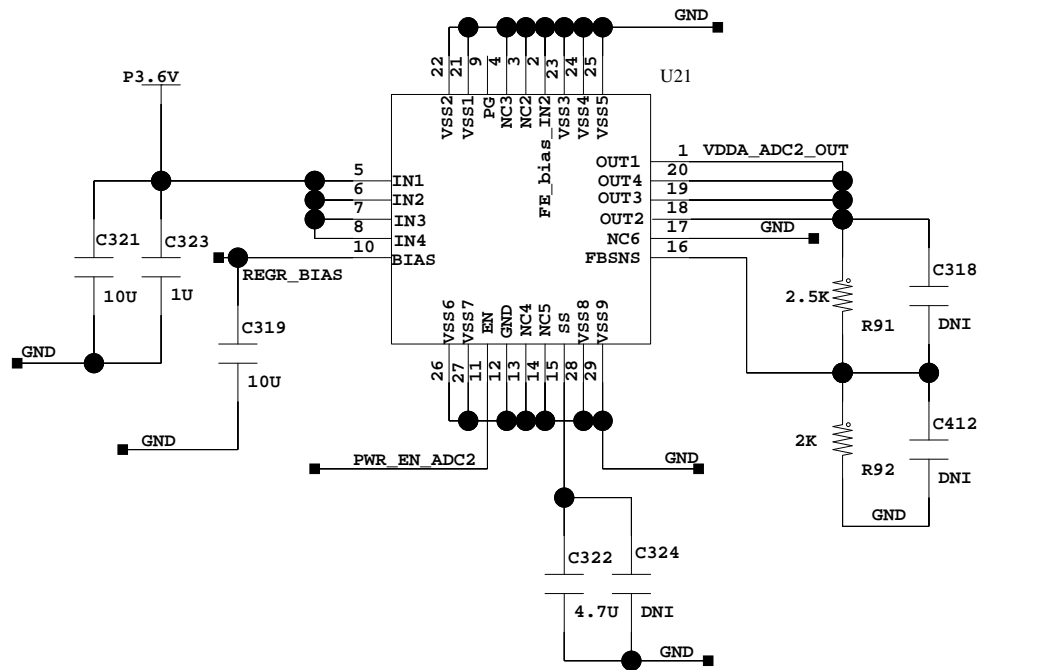 GND
U21
22
21
9
4
3
2
23
24
25
VSS2
VSS1
PG
NC3
NC2
FE_bias_IN2
VSS3
VSS4
VSS5
P3.6V
5
IN1
6
IN2
7
IN3
8
IN4
10
BIAS
OUT1
1
VDDA_ADC2_OUT
OUT4
20
OUT3
19
OUT2
18
NC6
17
GND
FBSNS
16
C321
C323
10U
1U
REGR_BIAS
C319
10U
GND
GND
C318
2.5K
R91
DNI
VSS6
VSS7
EN
GND
NC4
NC5
SS
VSS8
VSS9
26
27
11
12
13
14
15
28
29
PWR_EN_ADC2
GND
C412
2K
R92
DNI
GND
C322
C324
4.7U
DNI
GND